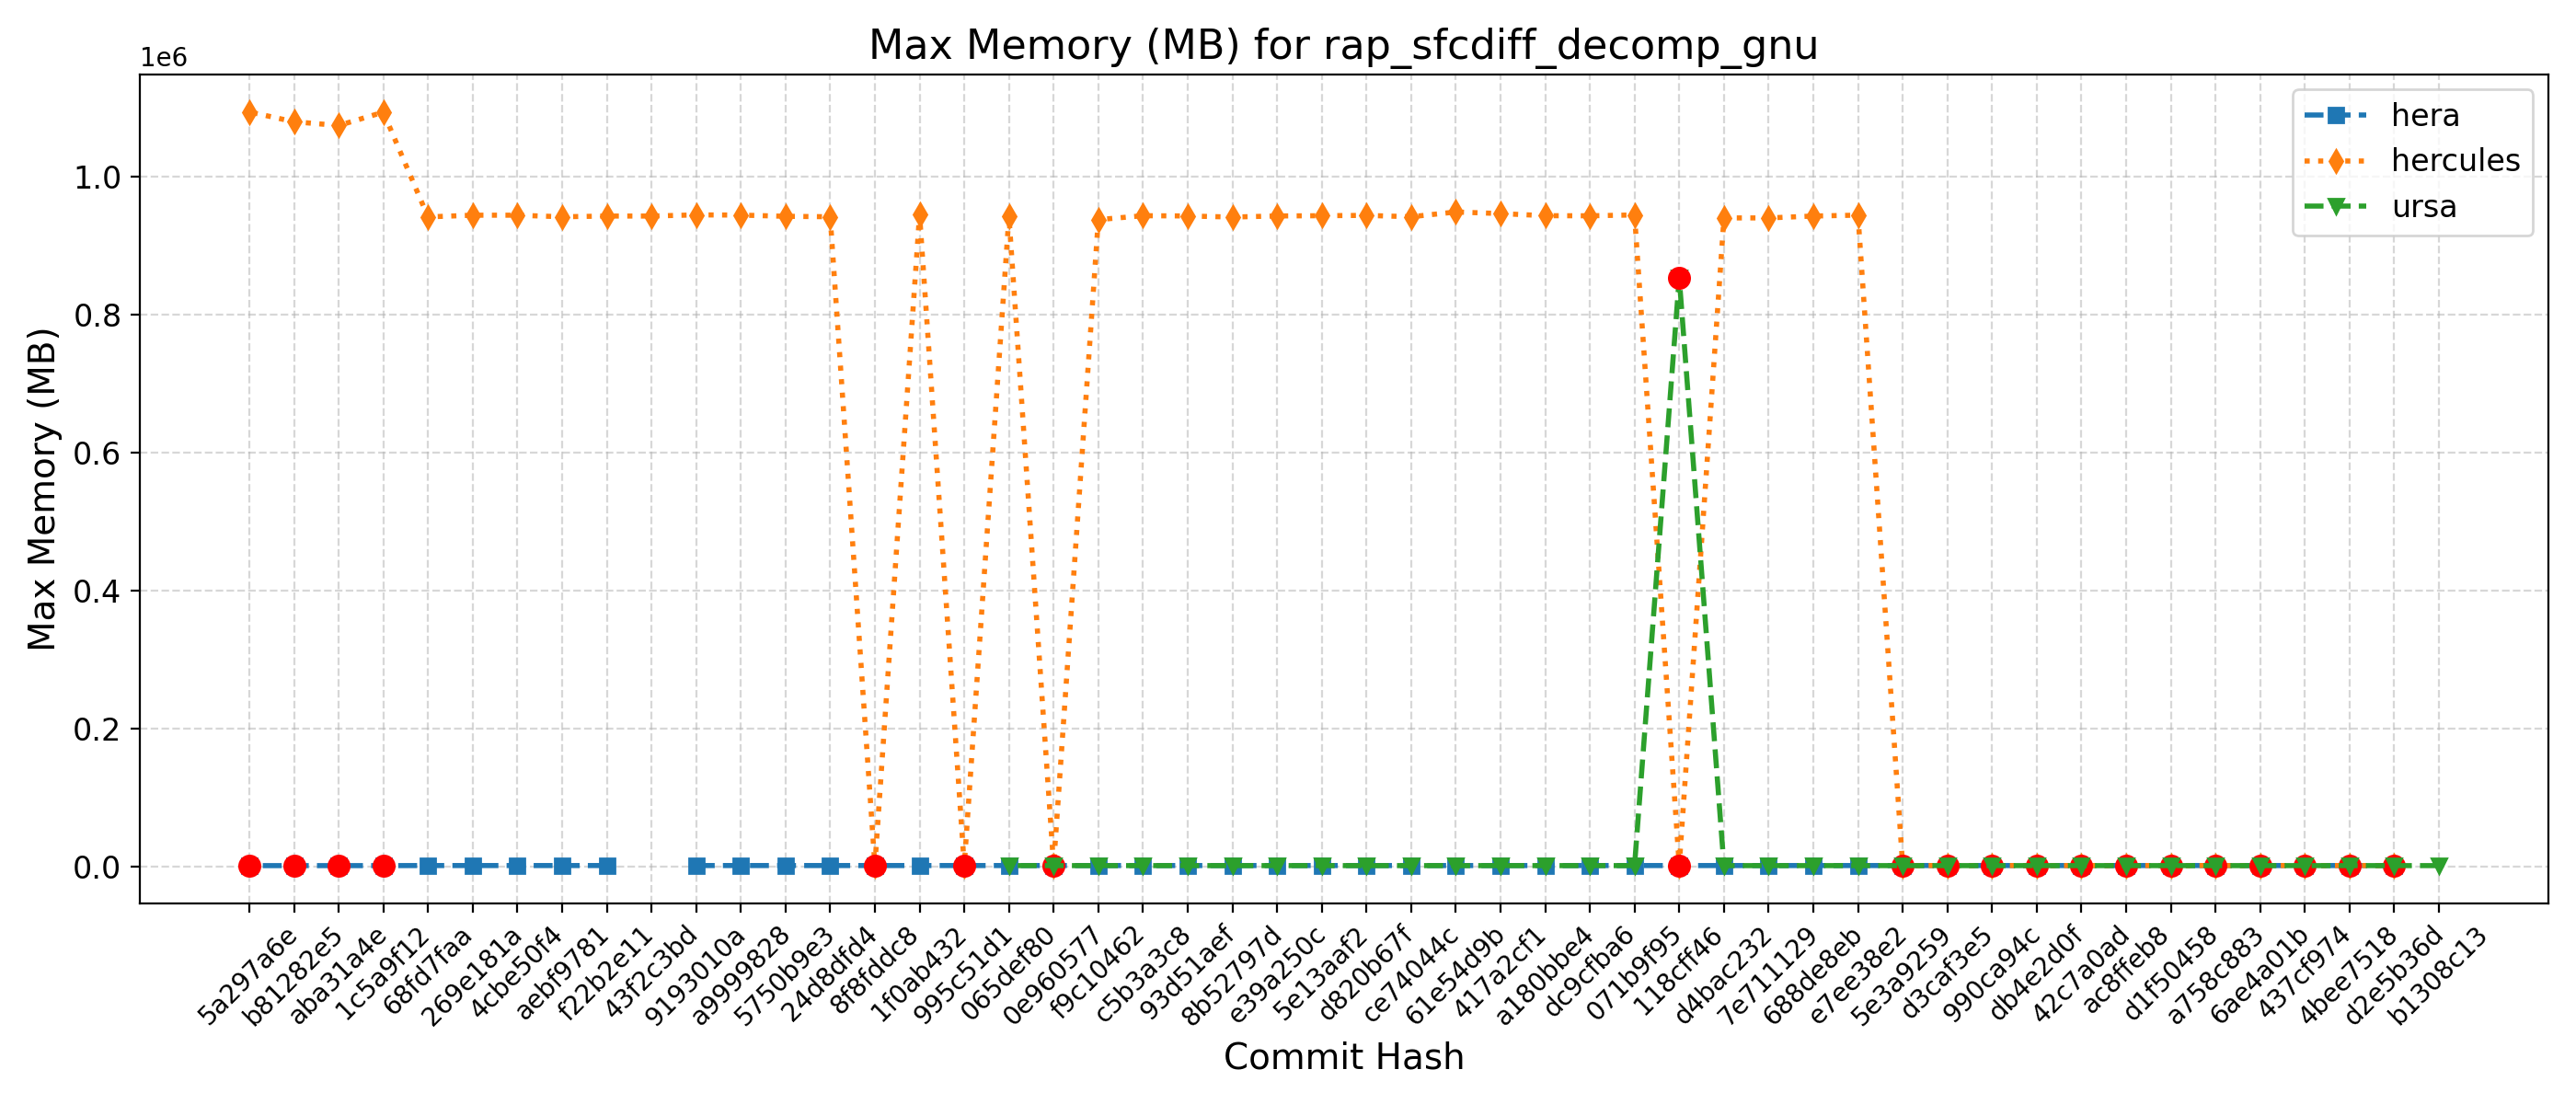 Max Memory (MB) for rap_sfcdiff_decomp_gnu
1e6
1.0
0.8
0.6
0.4
0.2
0.0
Max Memory (MB)
hera
hercules
ursa
5a297a6e
b81282e5
aba31a4e
1c5a9f12
68fd7faa
269e181a
4cbe50f4
aebf9781
f22b2e11
43f2c3bd
9193010a
a9999828
5750b9e3
24d8dfd4
8f8fddc8
1f0ab432
995c51d1
065def80
0e960577
f9c10462
c5b3a3c8
93d51aef
8b52797d
e39a250c
5e13aaf2
d820b67f
ce74044c
61e54d9b
417a2cf1
a180bbe4
dc9cfba6
071b9f95
118cff46
d4bac232
7e711129
688de8eb
e7ee38e2
5e3a9259
d3caf3e5
990ca94c
db4e2d0f
42c7a0ad
ac8ffeb8
d1f50458
a758c883
6ae4a01b
437cf974
4bee7518
d2e5b36d
b1308c13
Commit Hash